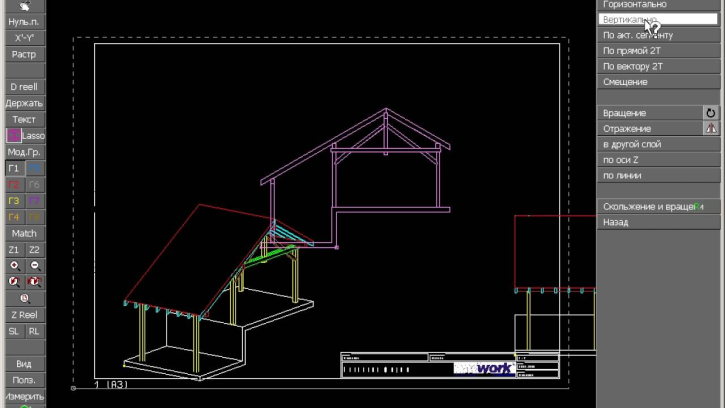 Нуль.п.
X'-Y'
Растр
D reell
Держать
Текст
Lasso
Мод.Гр.
Г1
Г2
Г6
Г3
Г4
Match
Z1 Z2
Z Reel
SL RL
Вид
Полз.
Измерить
1 (A3)
work
Горизонтально
Вертикально
По акт. сегменту
По прямой 2Т
По вектору 2Т
Смещение
Вращение
Отражение
в другой слой
по оси Z
по линии
Скольжение и вращени
Назад